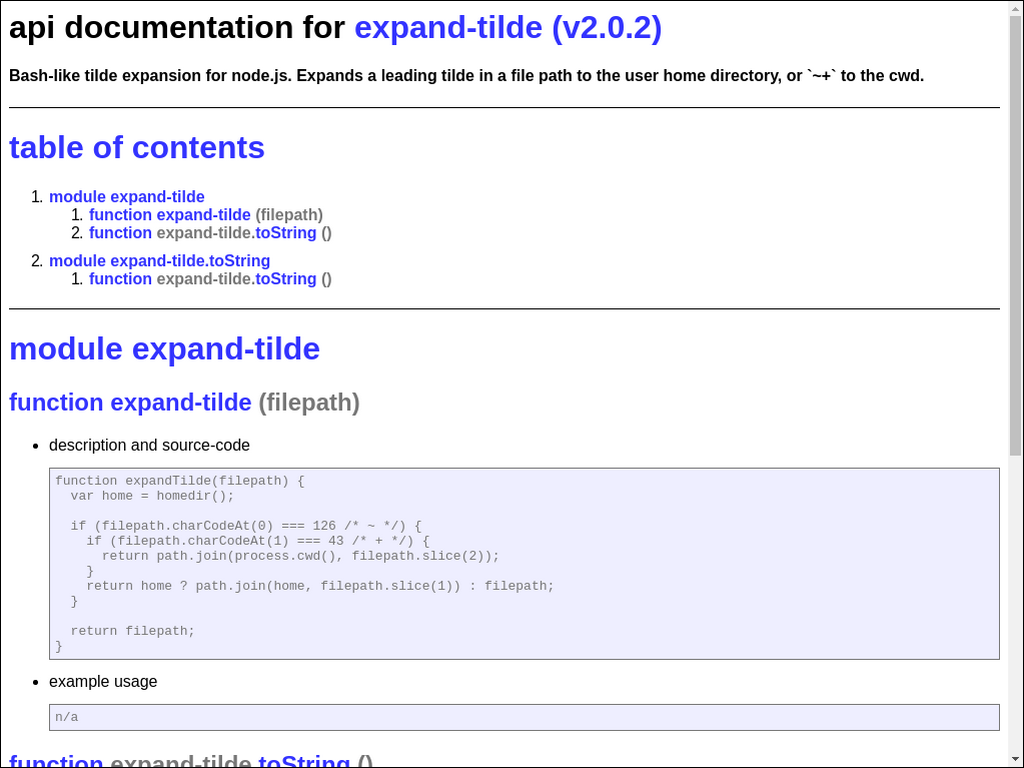 api documentation for expand-tilde (v2.0.2)
Bash-like tilde expansion for node.js. Expands a leading tilde in a file path to the user home directory, or `~+` to the cwd.
table of contents
1. module expand-tilde
1. function expand-tilde (filepath)
2. function expand-tilde.toString ()
2. module expand-tilde.toString
1. function expand-tilde.toString ()
module expand-tilde
function expand-tilde (filepath)
• description and source-code
function expandTilde(filepath) {
  var home = homedir();
  if (filepath.charCodeAt(0) === 126 /* ~ */) {
    if (filepath.charCodeAt(1) === 43 /* + */) {
      return path.join(process.cwd(), filepath.slice(2));
    }
    return home ? path.join(home, filepath.slice(1)) : filepath;
  }
  return filepath;
}
• example usage
n/a
function expand-tilde.toString ()